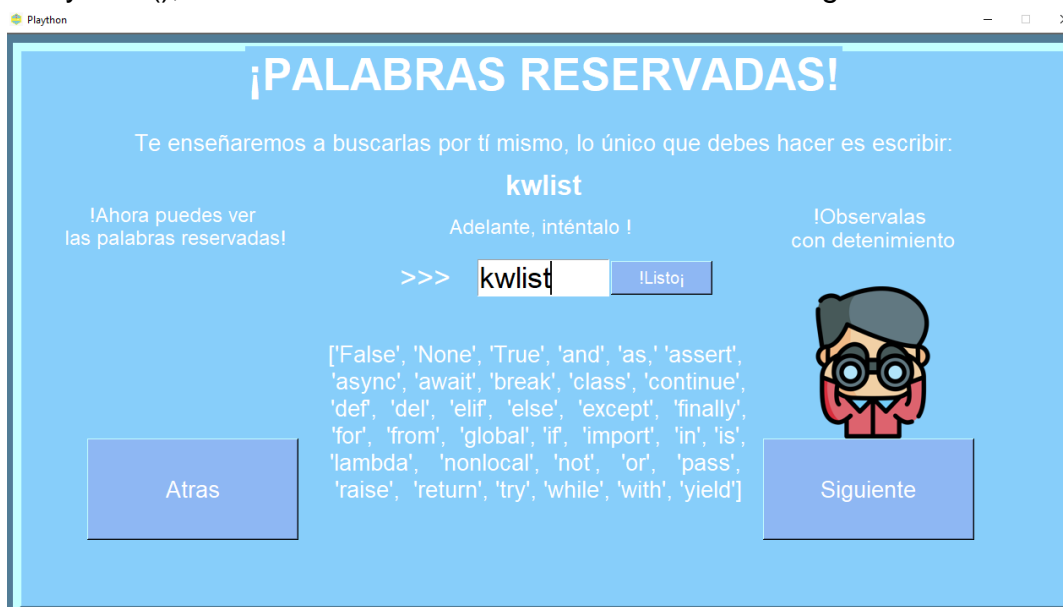 Plaython
¡PALABRAS RESERVADAS!
Te enseñaremos a buscarlas por tí mismo, lo único que debes hacer es escribir:
kwlist
!Ahora puedes ver
las palabras reservadas!
Adelante, inténtalo !
!Observalas
con detenimiento
>>> kwlist !Listo¡
['False', 'None', 'True', 'and', 'as,' 'assert',
'async', 'await', 'break', 'class', 'continue',
'def', 'del', 'elif', 'else', 'except', 'finally',
'for', 'from', 'global', 'if', 'import', 'in', 'is',
'lambda', 'nonlocal', 'not', 'or', 'pass',
'raise', 'return', 'try', 'while', 'with', 'yield']
Atras
Siguiente